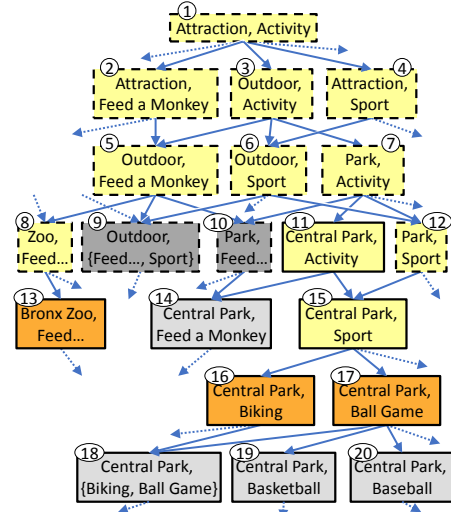 1
Attraction, Activity
2
Attraction,
Feed a Monkey
3
Outdoor,
Activity
4
Attraction,
Sport
5
Outdoor,
Feed a Monkey
6
Outdoor,
Sport
7
Park,
Activity
8
Zoo,
Feed...
9
Outdoor,
{Feed..., Sport}
10
Park,
Feed...
11
Central Park,
Activity
12
Park,
Sport
13
Bronx Zoo,
Feed...
14
Central Park,
Feed a Monkey
15
Central Park,
Sport
16
Central Park,
Biking
17
Central Park,
Ball Game
18
Central Park,
{Biking, Ball Game}
19
Central Park,
Basketball
20
Central Park,
Baseball